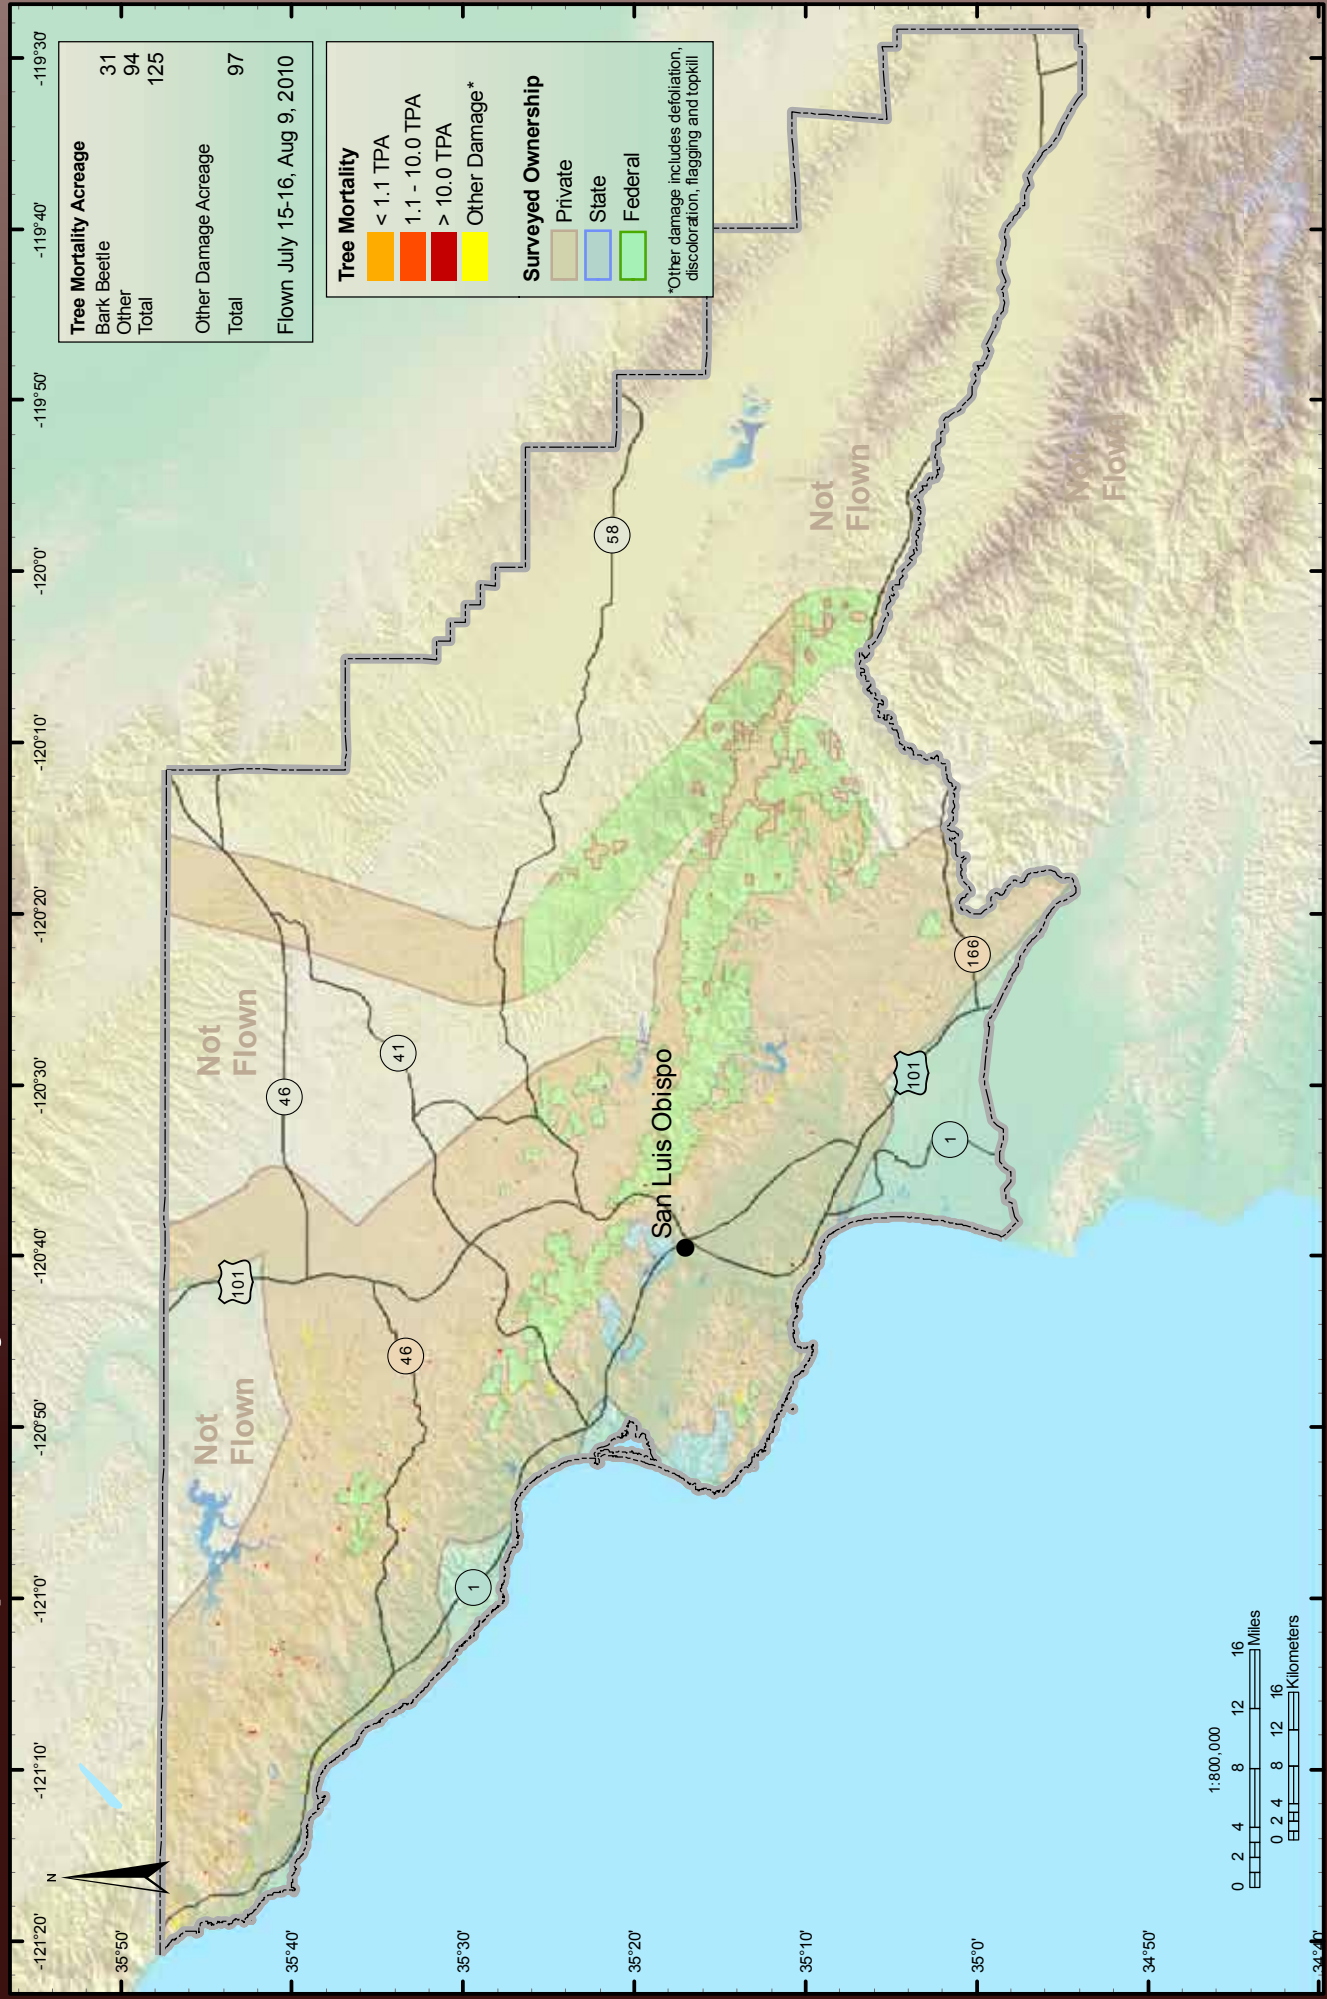 -121°20'
-121°10'
-121°0'
-120°50'
-120°40'
-120°30'
-120°20'
-120°10'
-120°0'
-119°50'
-119°40'
-119°30'
35°50'
35°40'
35°30'
35°20'
35°10'
35°0'
34°50'
34°40'
N
Tree Mortality Acreage
Bark Beetle 31
Other 94
Total 125
Other Damage Acreage
Total 97
Flown July 15-16, Aug 9, 2010
Tree Mortality
< 1.1 TPA
1.1 - 10.0 TPA
> 10.0 TPA
Other Damage*
Surveyed Ownership
Private
State
Federal
*Other damage includes defoliation,
discoloration, flagging and topkill
Not
Flown
Not
Flown
Not
Flown
Not
Flown
101
46
46
41
58
1
San Luis Obispo
101
166
1
1:800,000
0 2 4 8 12 16
Miles
0 2 4 8 12 16
Kilometers